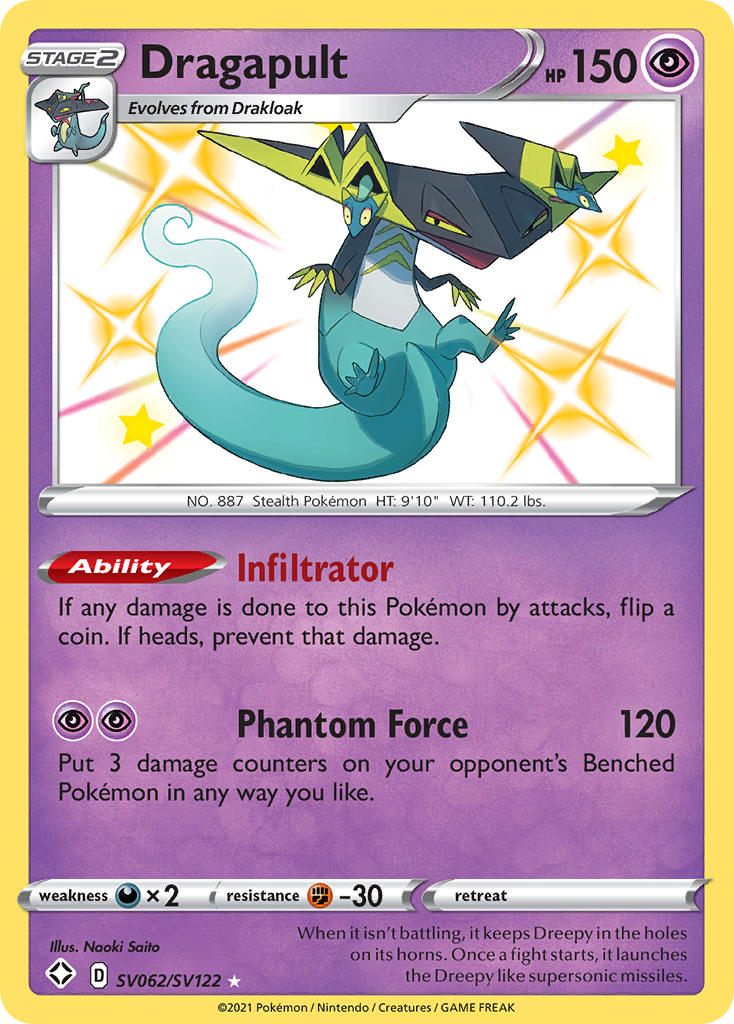 STAGE 2
Dragapult
HP 150
Evolves from Drakloak
NO. 887 Stealth Pokémon HT: 9'10" WT: 110.2 lbs.
Ability Infiltrator
If any damage is done to this Pokémon by attacks, flip a
coin. If heads, prevent that damage.
Phantom Force 120
Put 3 damage counters on your opponent's Benched
Pokémon in any way you like.
weakness ×2 resistance -30 retreat
Illus. Naoki Saito
D SV062/SV122
When it isn't battling, it keeps Dreepy in the holes
on its horns. Once a fight starts, it launches
the Dreepy like supersonic missiles.
©2021 Pokémon / Nintendo / Creatures / GAME FREAK